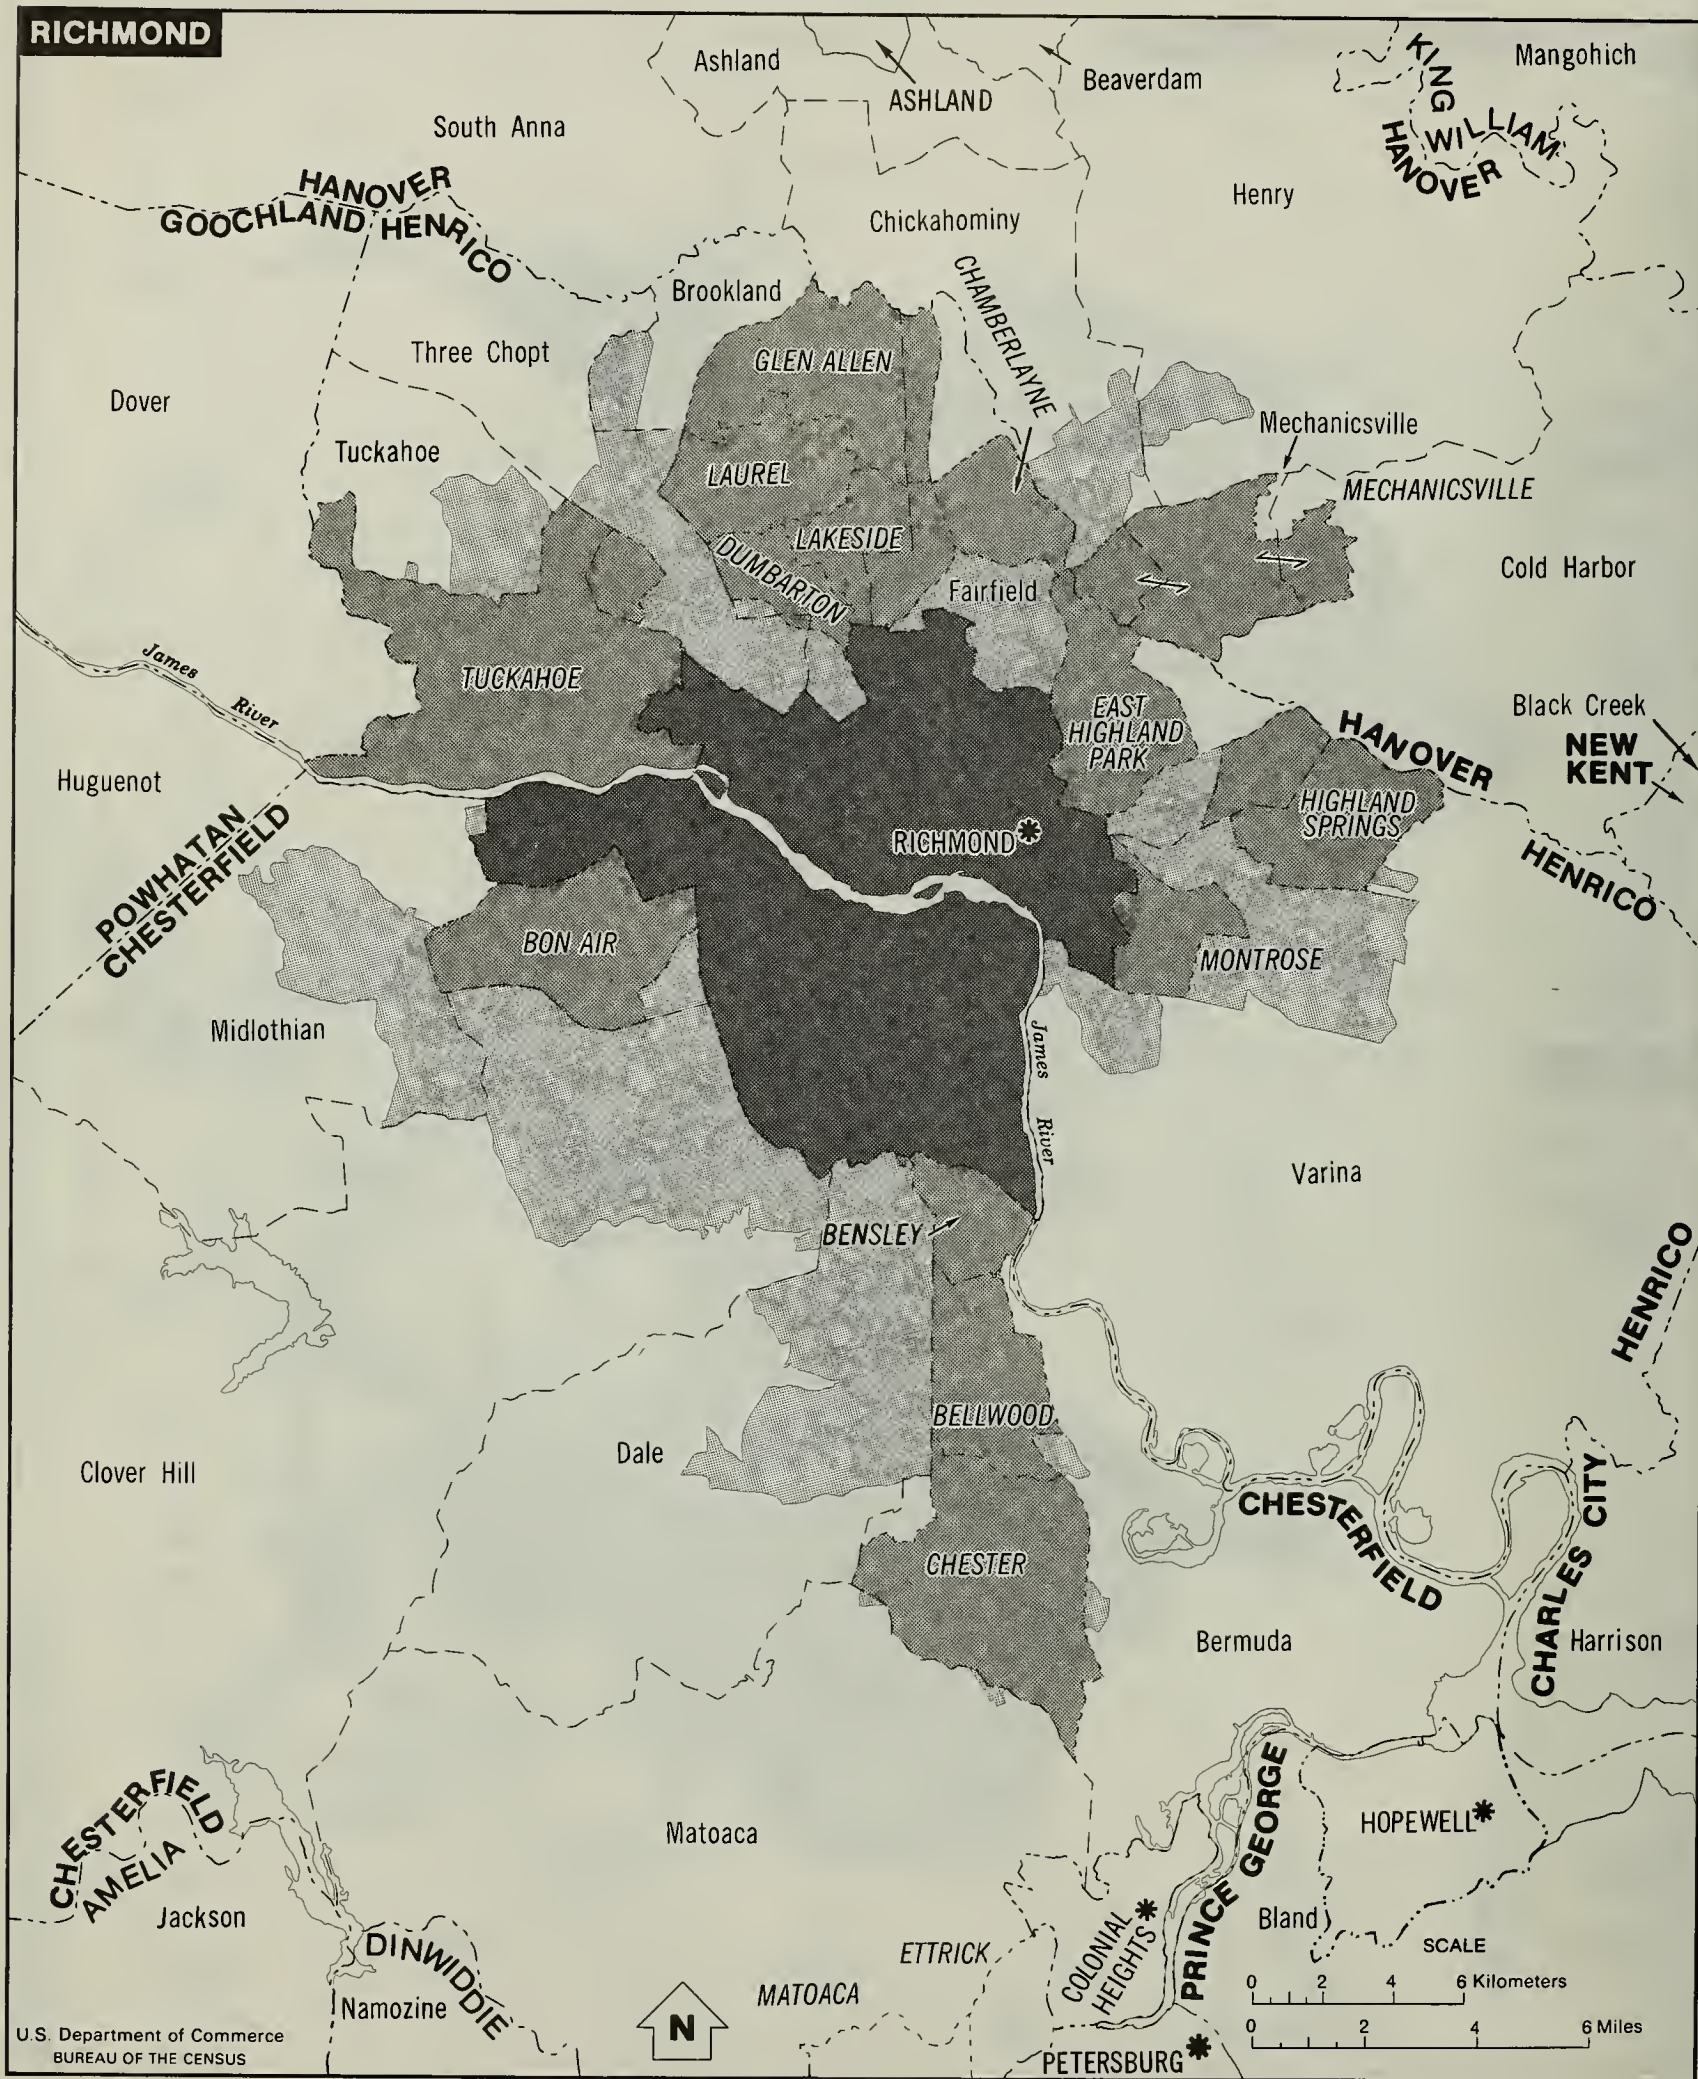 RICHMOND
Ashland
ASHLAND
Beaverdam
KING WILLIAM
HANOVER
Mangohich
South Anna
HANOVER
GOOCHLAND
HENRICO
Henry
Chickahominy
CHAMBERLAYNE
Brookland
Three Chopt
GLEN ALLEN
Dover
Tuckahoe
Mechanicsville
MECHANICSVILLE
LAUREL
LAKESIDE
DUMBARTON
Fairfield
Cold Harbor
James
River
TUCKAHOE
EAST
HIGHLAND
PARK
Black Creek
NEW
KENT
HANOVER
HENRICO
Huguenot
POWHATAN
CHESTERFIELD
HIGHLAND
SPRINGS
RICHMOND*
BON AIR
MONTROSE
Midlothian
James
River
Varina
BENSLEY
HENRICO
BELLWOOD
Dale
Clover Hill
CHESTERFIELD
CHARLES CITY
CHESTER
Bermuda
Harrison
CHESTERFIELD
AMELIA
Jackson
Matoaca
PRINCE GEORGE
HOPEWELL*
Bland
COLONIAL
HEIGHTS*
ETTRICK
MATOACA
DINWIDDIE
Namozine
N
PETERSBURG*
SCALE
0 2 4 6 Kilometers
0 2 4 6 Miles
U.S. Department of Commerce
BUREAU OF THE CENSUS